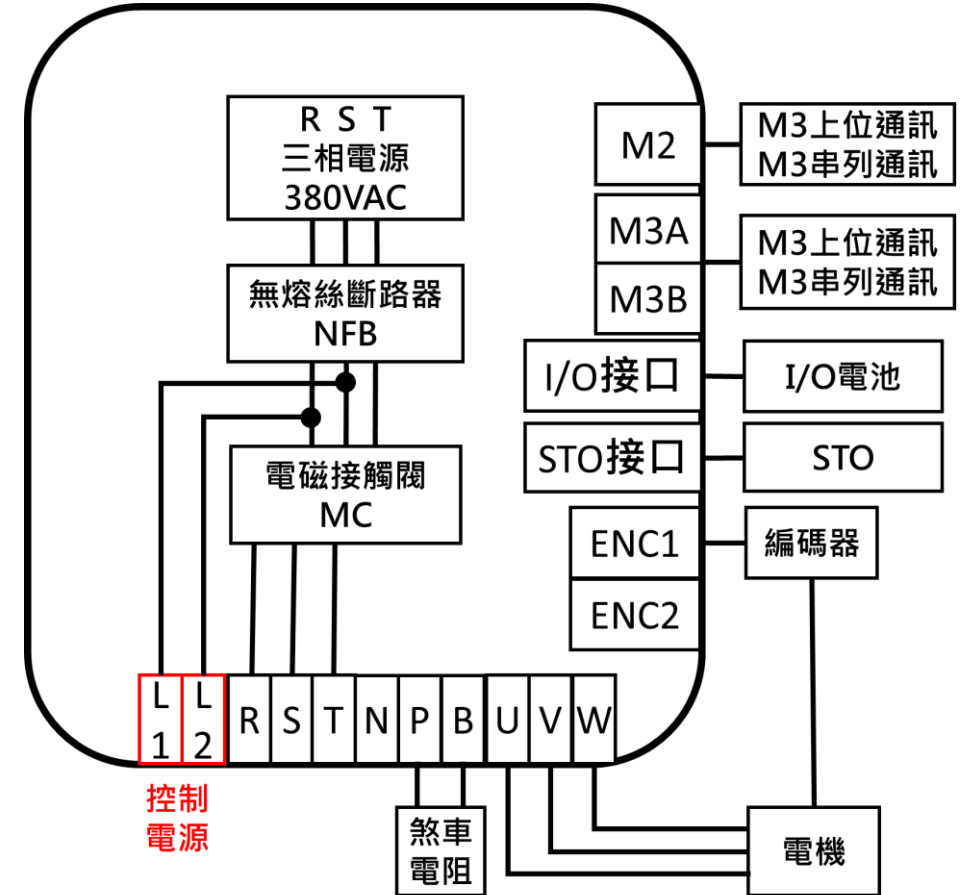 R S T
三相電源
380VAC
無熔絲斷路器
NFB
電磁接觸閥
MC
M2
M3上位通訊
M3串列通訊
M3A
M3B
M3上位通訊
M3串列通訊
I/O接口
I/O電池
STO接口
STO
ENC1
編碼器
ENC2
L1
L2
R
S
T
N
P
B
U
V
W
控制
電源
煞車
電阻
電機